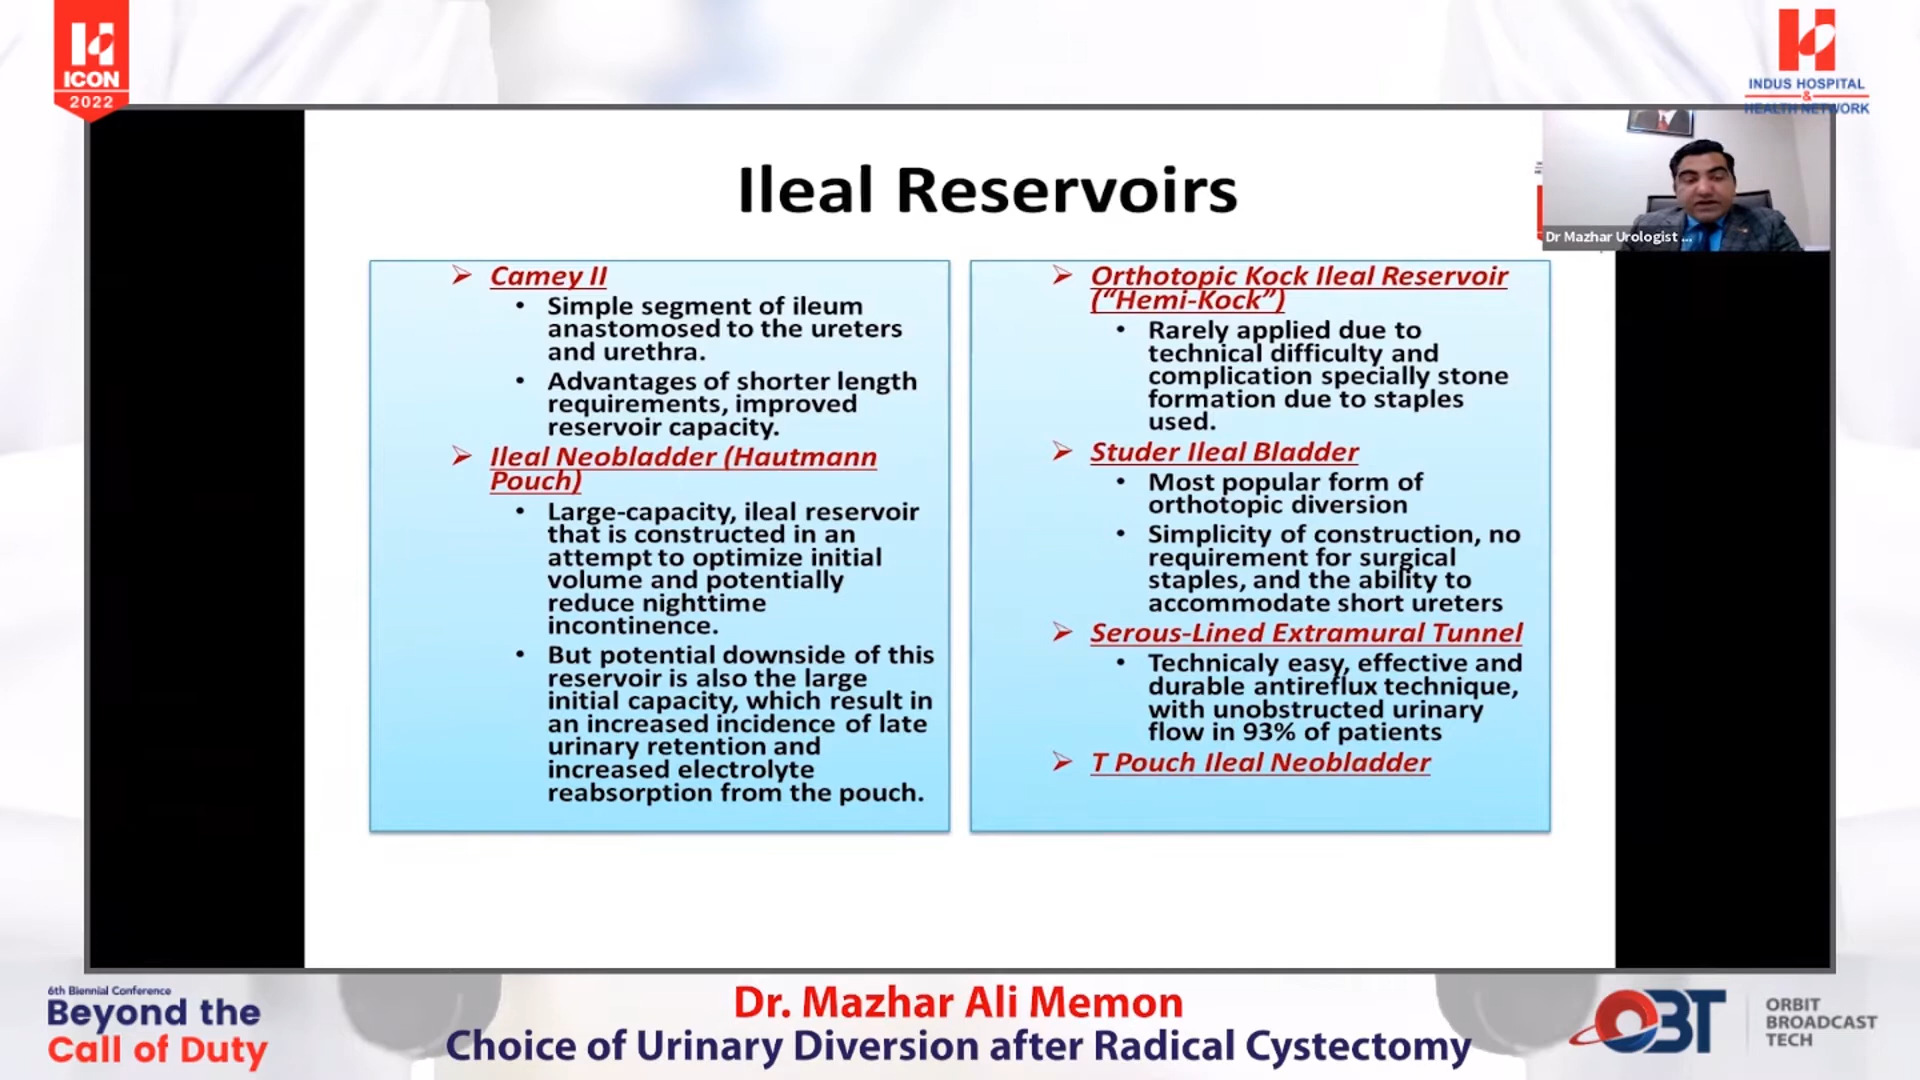 ICON
2022
INDUS HOSPITAL
&
HEALTH NETWORK
Ileal Reservoirs
Dr Mazhar Urologist ...
➢ Camey II
• Simple segment of ileum
anastomosed to the ureters
and urethra.
• Advantages of shorter length
requirements, improved
reservoir capacity.
➢ Ileal Neobladder (Hautmann
Pouch)
• Large-capacity, ileal reservoir
that is constructed in an
attempt to optimize initial
volume and potentially
reduce nighttime
incontinence.
• But potential downside of this
reservoir is also the large
initial capacity, which result in
an increased incidence of late
urinary retention and
increased electrolyte
reabsorption from the pouch.
➢ Orthotopic Kock Ileal Reservoir
(“Hemi-Kock”)
• Rarely applied due to
technical difficulty and
complication specially stone
formation due to staples
used.
➢ Studer Ileal Bladder
• Most popular form of
orthotopic diversion
• Simplicity of construction, no
requirement for surgical
staples, and the ability to
accommodate short ureters
➢ Serous-Lined Extramural Tunnel
• Technicaly easy, effective and
durable antireflux technique,
with unobstructed urinary
flow in 93% of patients
➢ T Pouch Ileal Neobladder
6th Biennial Conference
Beyond the
Call of Duty
Dr. Mazhar Ali Memon
Choice of Urinary Diversion after Radical Cystectomy
OBT
ORBIT
BROADCAST
TECH